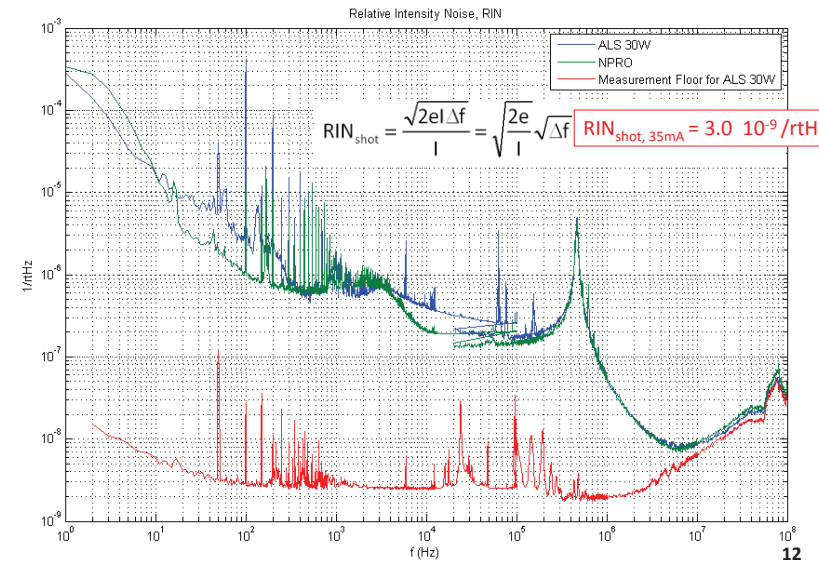 Relative Intensity Noise, RIN
ALS 30W
NPRO
Measurement Floor for ALS 30W
RIN_shot = √(2eI Δf) / I = √(2e / I) √Δf
RIN_shot, 35mA = 3.0 10^-9 /rtH
1/rtHz
10^-3
10^-4
10^-5
10^-6
10^-7
10^-8
10^-9
10^0 10^1 10^2 10^3 10^4 10^5 10^6 10^7 10^8
f (Hz)
12